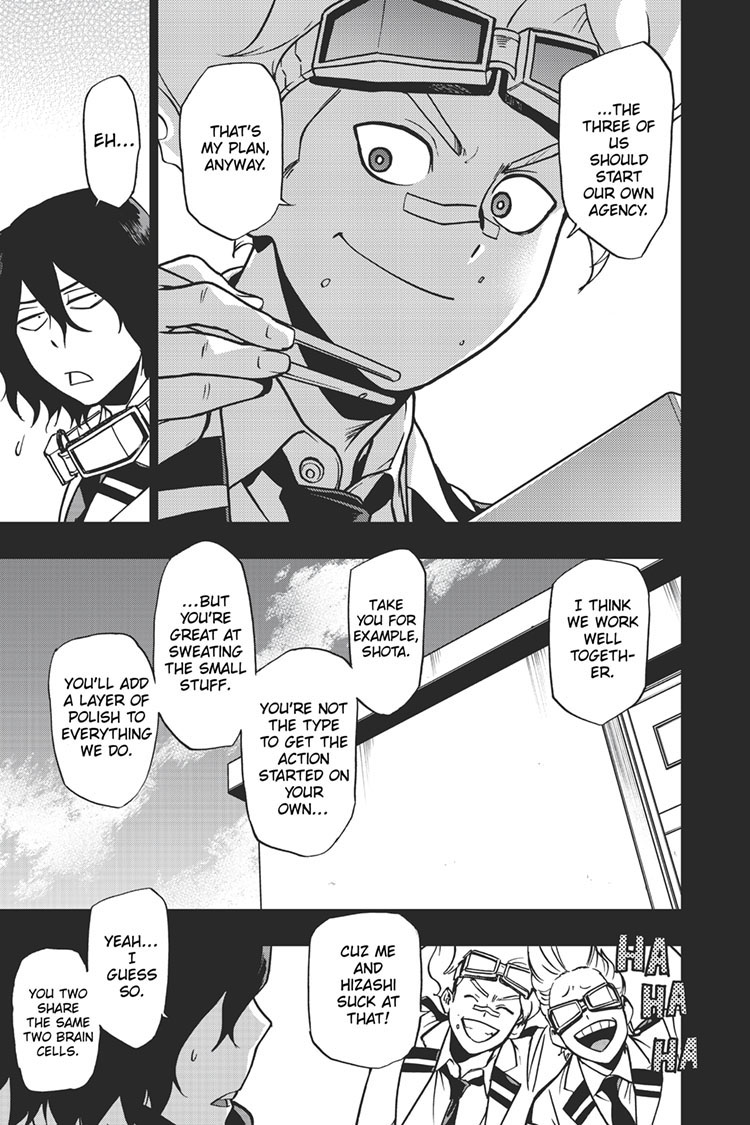 ...THE
THREE OF
US
SHOULD
START
OUR OWN
AGENCY.
THAT'S
MY PLAN,
ANYWAY.
EH...
I THINK
WE WORK
WELL
TOGETH-
ER.
TAKE
YOU FOR
EXAMPLE,
SHOTA.
YOU'RE NOT
THE TYPE
TO GET THE
ACTION
STARTED ON
YOUR
OWN...
...BUT
YOU'RE
GREAT AT
SWEATING
THE SMALL
STUFF.
YOU'LL ADD
A LAYER OF
POLISH TO
EVERYTHING
WE DO.
HA
HA
HA
CUZ ME
AND
HIZASHI
SUCK AT
THAT!
YEAH...
I
GUESS
SO.
YOU TWO
SHARE
THE SAME
TWO BRAIN
CELLS.